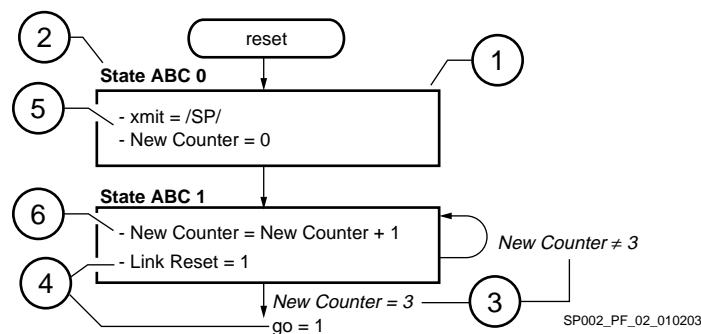 2
reset
1
State ABC 0
5
- xmit = /SP/
- New Counter = 0
State ABC 1
6
- New Counter = New Counter + 1
- Link Reset = 1
New Counter ≠ 3
4
New Counter = 3
3
go = 1
SP002_PF_02_010203